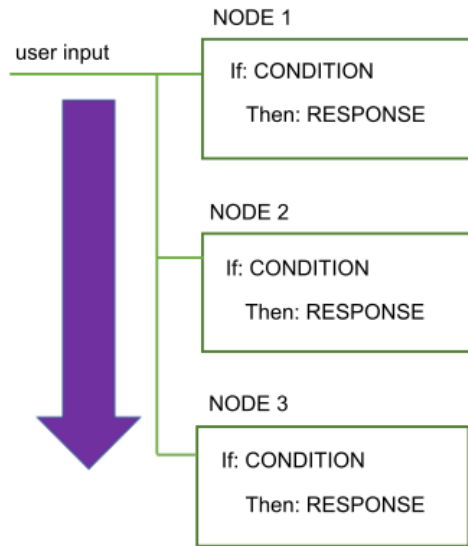 NODE 1
user input
If: CONDITION
Then: RESPONSE
NODE 2
If: CONDITION
Then: RESPONSE
NODE 3
If: CONDITION
Then: RESPONSE